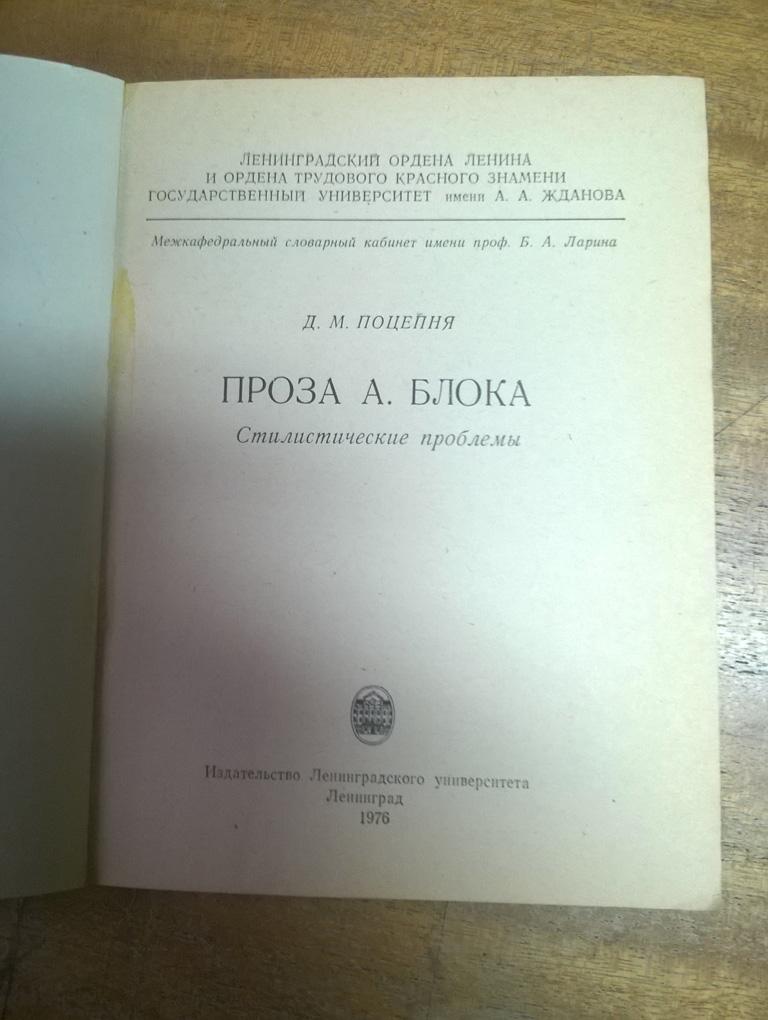 ЛЕНИНГРАДСКИЙ ОРДЕНА ЛЕНИНА
И ОРДЕНА ТРУДОВОГО КРАСНОГО ЗНАМЕНИ
ГОСУДАРСТВЕННЫЙ УНИВЕРСИТЕТ имени А. А. ЖДАНОВА
Межкафедральный словарный кабинет имени проф. Б. А. Ларина
Д. М. ПОЦЕПНЯ
ПРОЗА А. БЛОКА
Стилистические проблемы
Издательство Ленинградского университета
Ленинград
1976